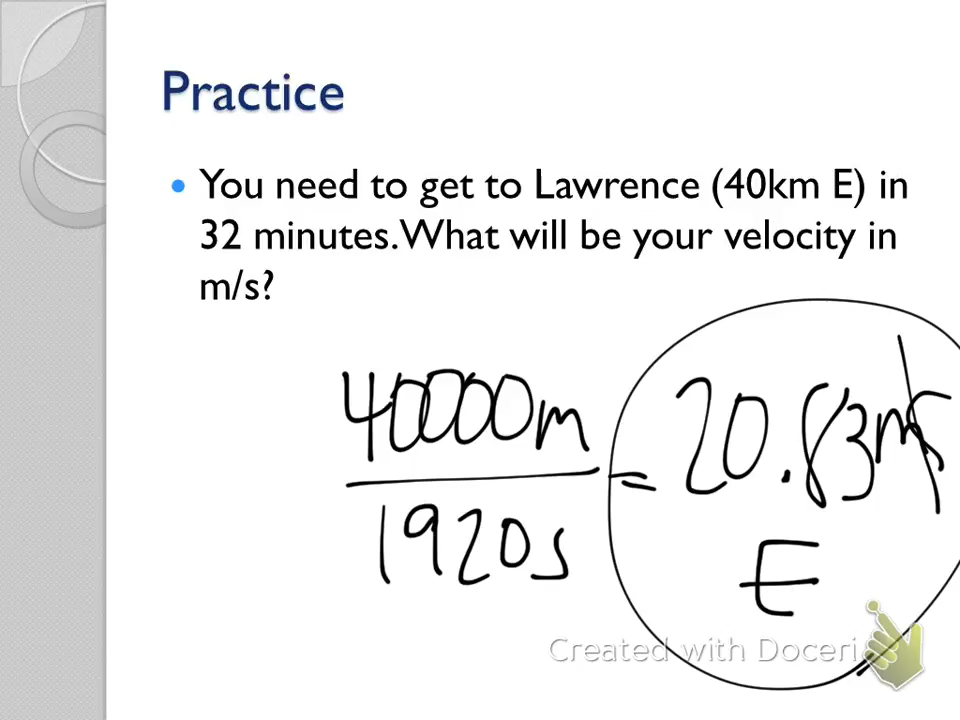 Practice
You need to get to Lawrence (40km E) in
32 minutes. What will be your velocity in
m/s?
40000m
1920s
= 20.83 m/s
E
Created with Doceri